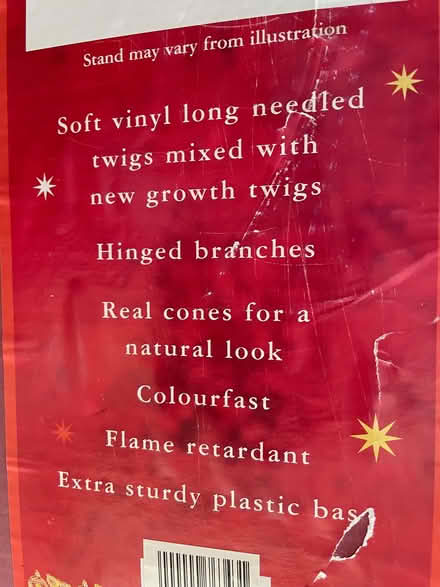 Stand may vary from illustration
Soft vinyl long needled
twigs mixed with
new growth twigs
Hinged branches
Real cones for a
natural look
Colourfast
Flame retardant
Extra sturdy plastic bas